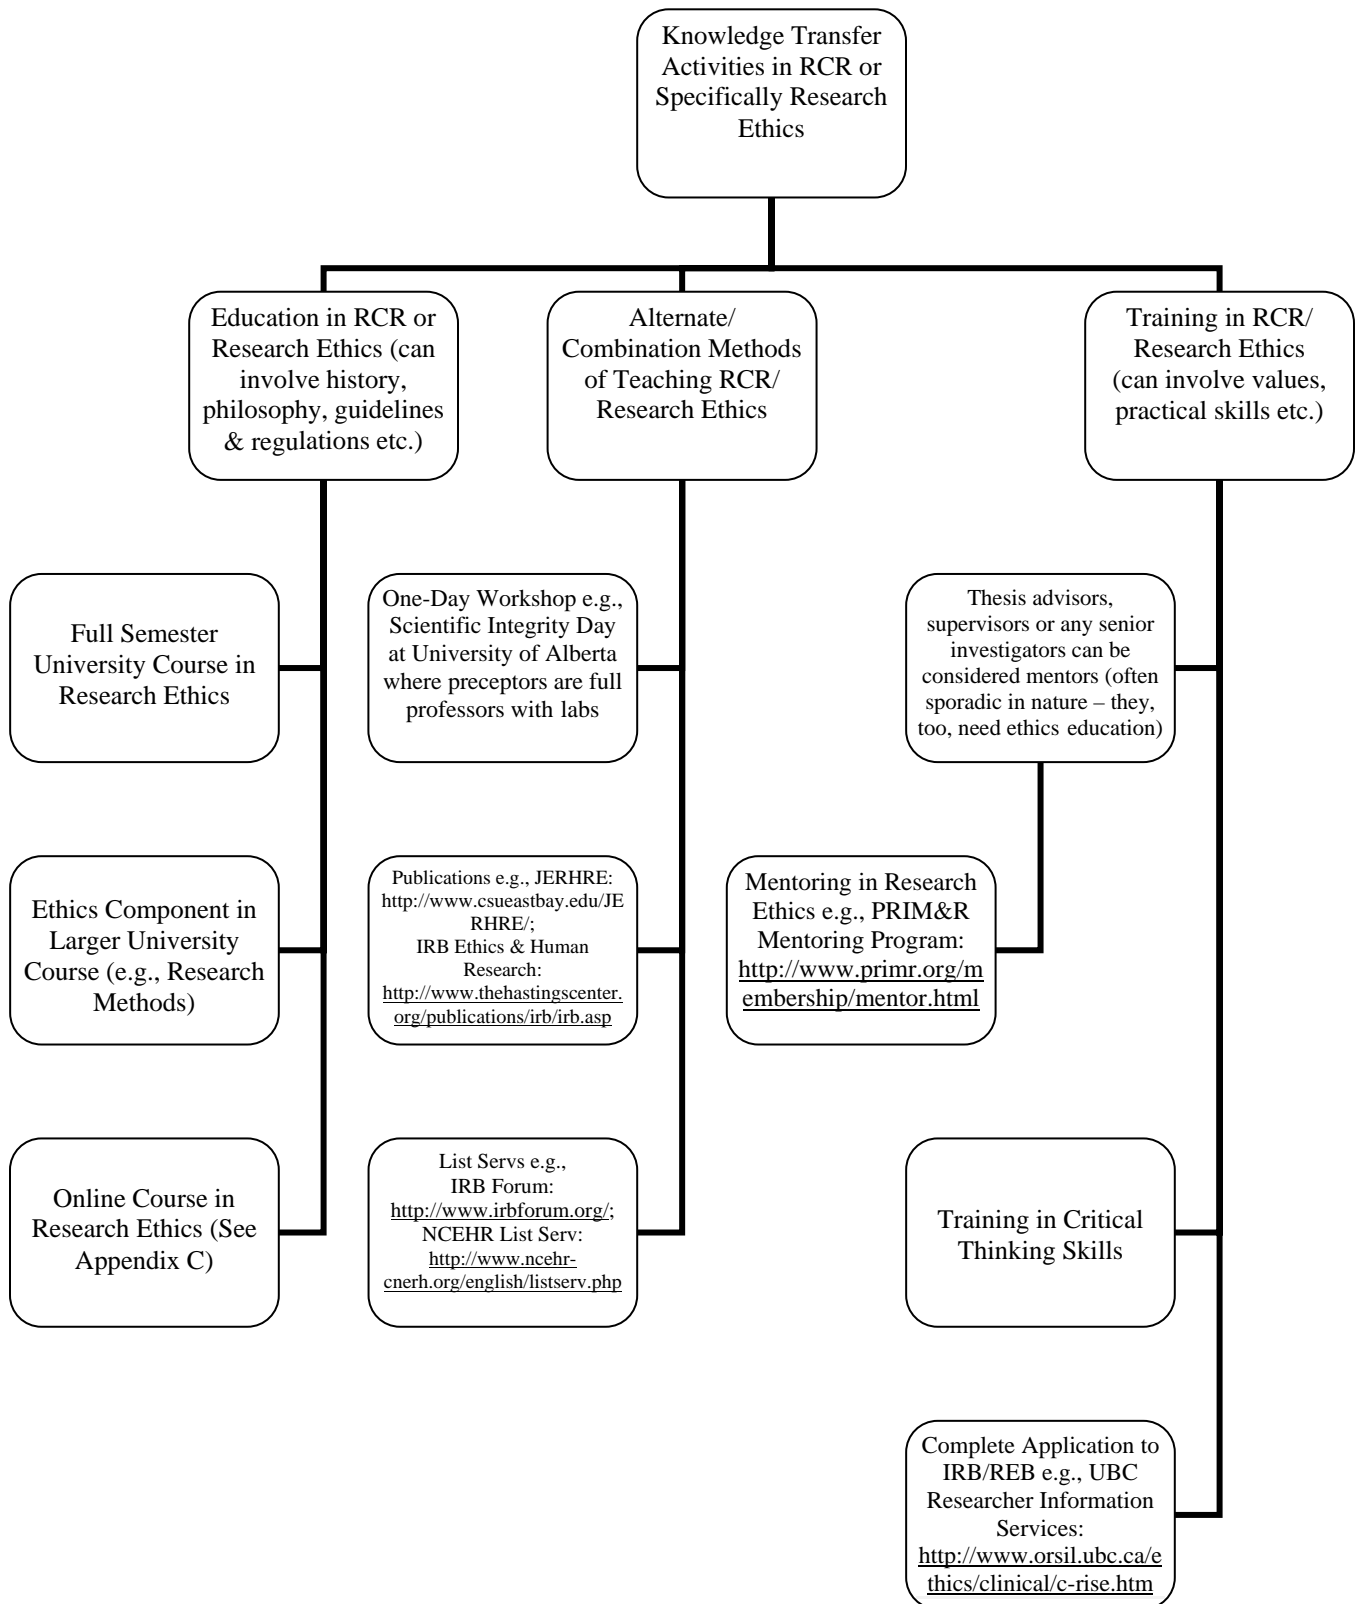 Knowledge Transfer
Activities in RCR or
Specifically Research
Ethics
Education in RCR or
Research Ethics (can
involve history,
philosophy, guidelines
& regulations etc.)
Alternate/
Combination Methods
of Teaching RCR/
Research Ethics
Training in RCR/
Research Ethics
(can involve values,
practical skills etc.)
Full Semester
University Course in
Research Ethics
One-Day Workshop e.g.,
Scientific Integrity Day
at University of Alberta
where preceptors are full
professors with labs
Thesis advisors,
supervisors or any senior
investigators can be
considered mentors (often
sporadic in nature – they,
too, need ethics education)
Ethics Component in
Larger University
Course (e.g., Research
Methods)
Publications e.g., JERHRE:
http://www.csueastbay.edu/JE
RHRE/;
IRB Ethics & Human
Research:
http://www.thehastingscenter.
org/publications/irb/irb.asp
Mentoring in Research
Ethics e.g., PRIM&R
Mentoring Program:
http://www.primr.org/m
embership/mentor.html
Online Course in
Research Ethics (See
Appendix C)
List Servs e.g.,
IRB Forum:
http://www.irbforum.org/;
NCEHR List Serv:
http://www.ncehr-
cnerh.org/english/listserv.php
Training in Critical
Thinking Skills
Complete Application to
IRB/REB e.g., UBC
Researcher Information
Services:
http://www.orsil.ubc.ca/e
thics/clinical/c-rise.htm